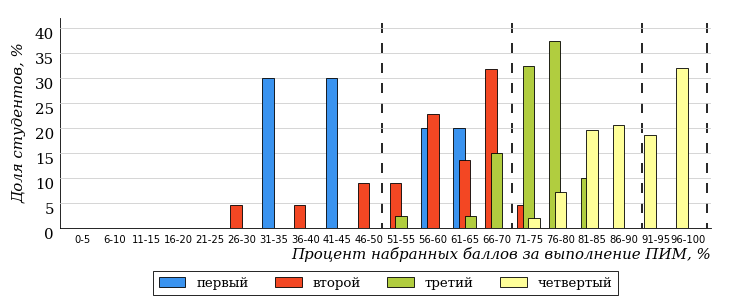 Доля студентов, %
40
35
30
25
20
15
10
5
0
0-5 6-10 11-15 16-20 21-25 26-30 31-35 36-40 41-45 46-50 51-55 56-60 61-65 66-70 71-75 76-80 81-85 86-90 91-95 96-100
Процент набранных баллов за выполнение ПИМ, %
первый второй третий четвертый